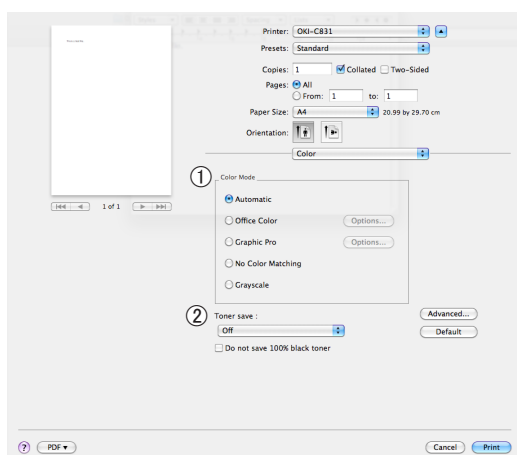 Printer: OKI-C831
Presets: Standard
Copies: 1 Collated Two-Sided
Pages: All
From: 1 to: 1
Paper Size: A4 20.99 by 29.70 cm
Orientation:
Color
1 of 1
① Color Mode
Automatic
Office Color Options...
Graphic Pro Options...
No Color Matching
Grayscale
② Toner save :
Off
Advanced...
Default
Do not save 100% black toner
? PDF▼ Cancel Print